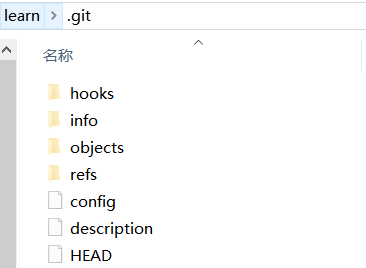 learn > .git
名称
hooks
info
objects
refs
config
description
HEAD